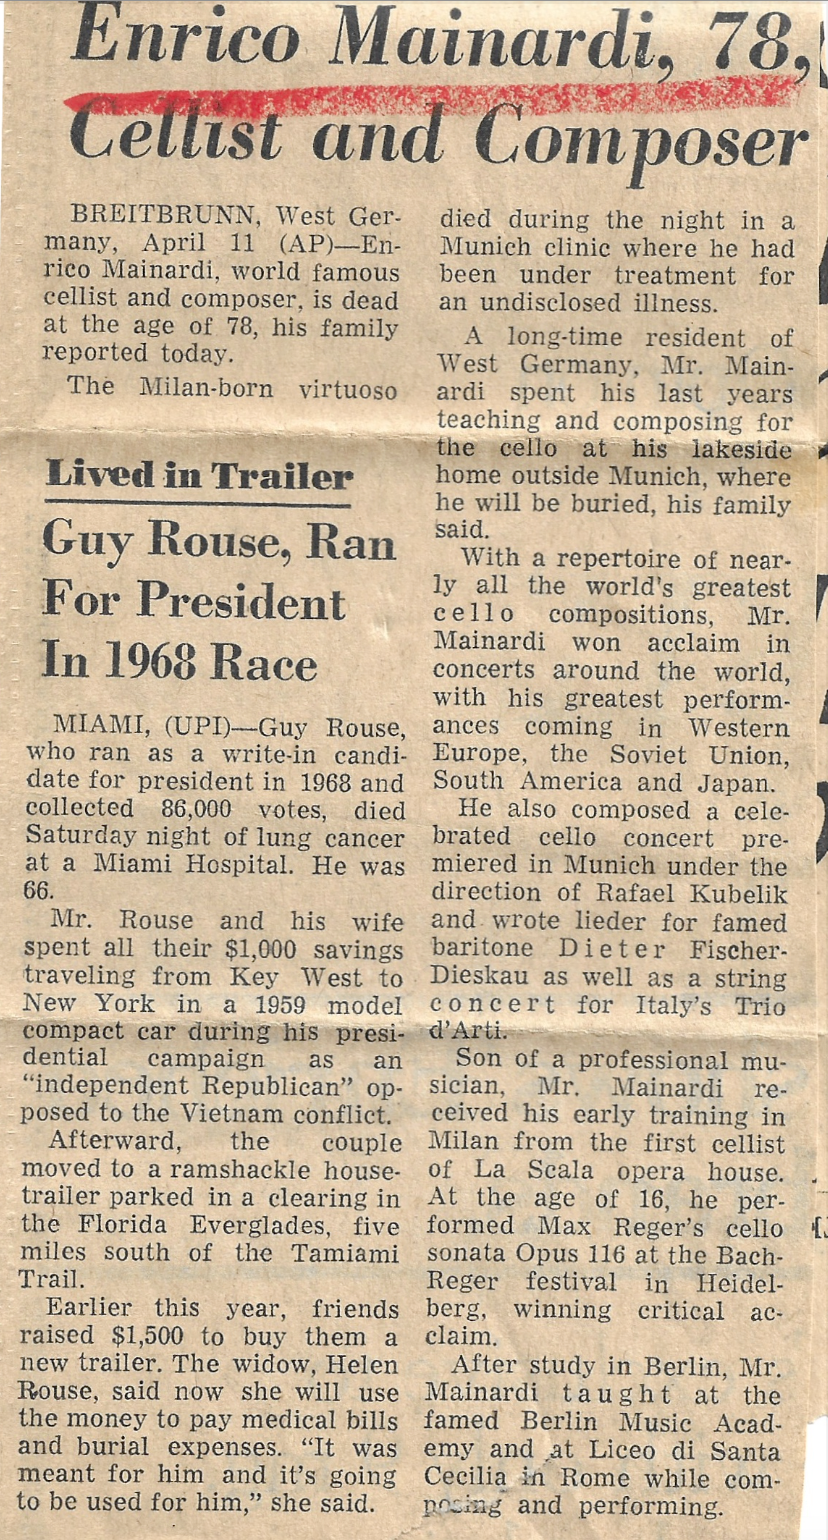 Enrico Mainardi, 78,
Cellist and Composer
BREITBRUNN, West Ger-
many, April 11 (AP)—En-
rico Mainardi, world famous
cellist and composer, is dead
at the age of 78, his family
reported today.
The Milan-born virtuoso
died during the night in a
Munich clinic where he had
been under treatment for
an undisclosed illness.
A long-time resident of
West Germany, Mr. Main-
ardi spent his last years
teaching and composing for
the cello at his lakeside
home outside Munich, where
he will be buried, his family
said.
With a repertoire of near-
ly all the world's greatest
cello compositions, Mr.
Mainardi won acclaim in
concerts around the world,
with his greatest perform-
ances coming in Western
Europe, the Soviet Union,
South America and Japan.
He also composed a cele-
brated cello concert pre-
miered in Munich under the
direction of Rafael Kubelik
and wrote lieder for famed
baritone Dieter Fischer-
Dieskau as well as a string
concert for Italy's Trio
d'Arti.
Son of a professional mu-
sician, Mr. Mainardi re-
ceived his early training in
Milan from the first cellist
of La Scala opera house.
At the age of 16, he per-
formed Max Reger's cello
sonata Opus 116 at the Bach-
Reger festival in Heidel-
berg, winning critical ac-
claim.
After study in Berlin, Mr.
Mainardi taught at the
famed Berlin Music Acad-
emy and at Liceo di Santa
Cecilia in Rome while com-
posing and performing.
Lived in Trailer
Guy Rouse, Ran
For President
In 1968 Race
MIAMI, (UPI)—Guy Rouse,
who ran as a write-in candi-
date for president in 1968 and
collected 86,000 votes, died
Saturday night of lung cancer
at a Miami Hospital. He was
66.
Mr. Rouse and his wife
spent all their $1,000 savings
traveling from Key West to
New York in a 1959 model
compact car during his presi-
dential campaign as an
"independent Republican" op-
posed to the Vietnam conflict.
Afterward, the couple
moved to a ramshackle house-
trailer parked in a clearing in
the Florida Everglades, five
miles south of the Tamiami
Trail.
Earlier this year, friends
raised $1,500 to buy them a
new trailer. The widow, Helen
Rouse, said now she will use
the money to pay medical bills
and burial expenses. "It was
meant for him and it's going
to be used for him," she said.